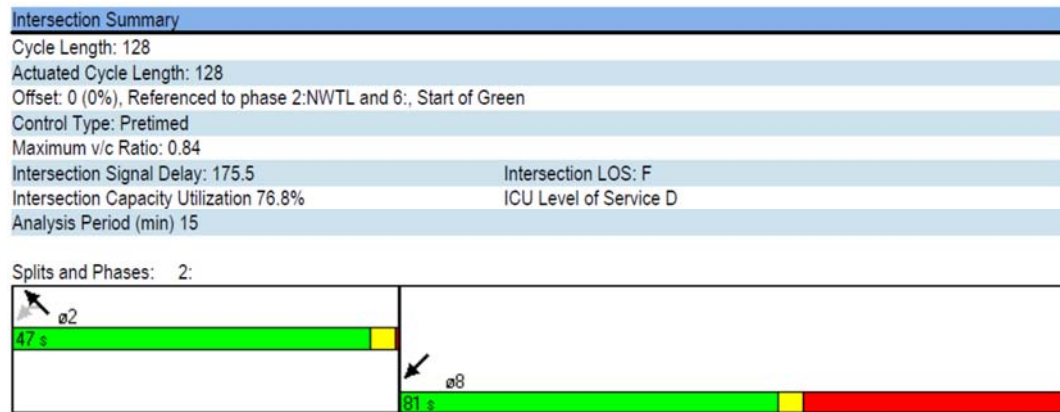 Intersection Summary
Cycle Length: 128
Actuated Cycle Length: 128
Offset: 0 (0%), Referenced to phase 2:NWTL and 6:, Start of Green
Control Type: Pretimed
Maximum v/c Ratio: 0.84
Intersection Signal Delay: 175.5 Intersection LOS: F
Intersection Capacity Utilization 76.8% ICU Level of Service D
Analysis Period (min) 15
Splits and Phases: 2:
ø2
47 s
ø8
81 s